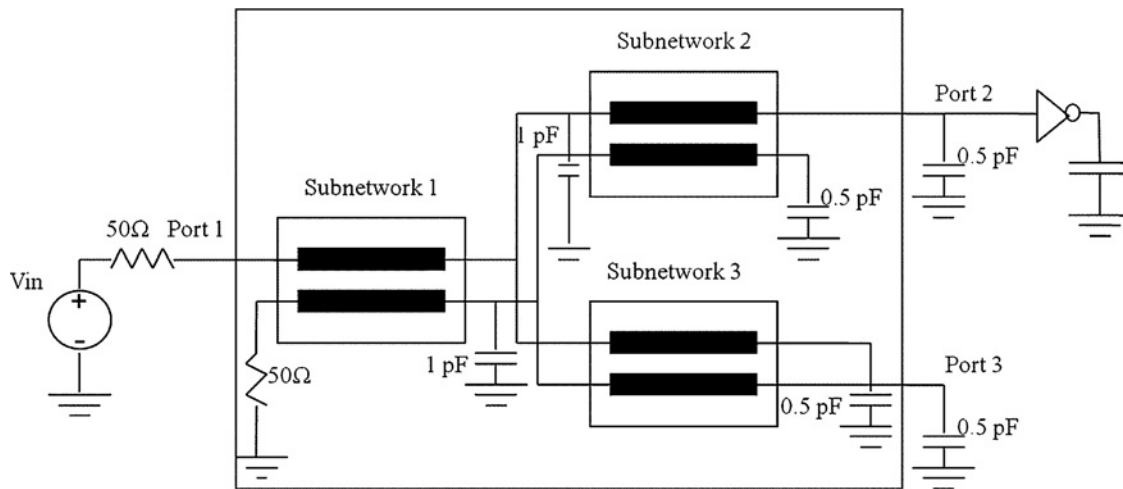 Subnetwork 2
Port 2
1 pF
0.5 pF
Subnetwork 1
0.5 pF
50Ω
Port 1
Subnetwork 3
Vin
+
-
1 pF
50Ω
Port 3
0.5 pF
0.5 pF